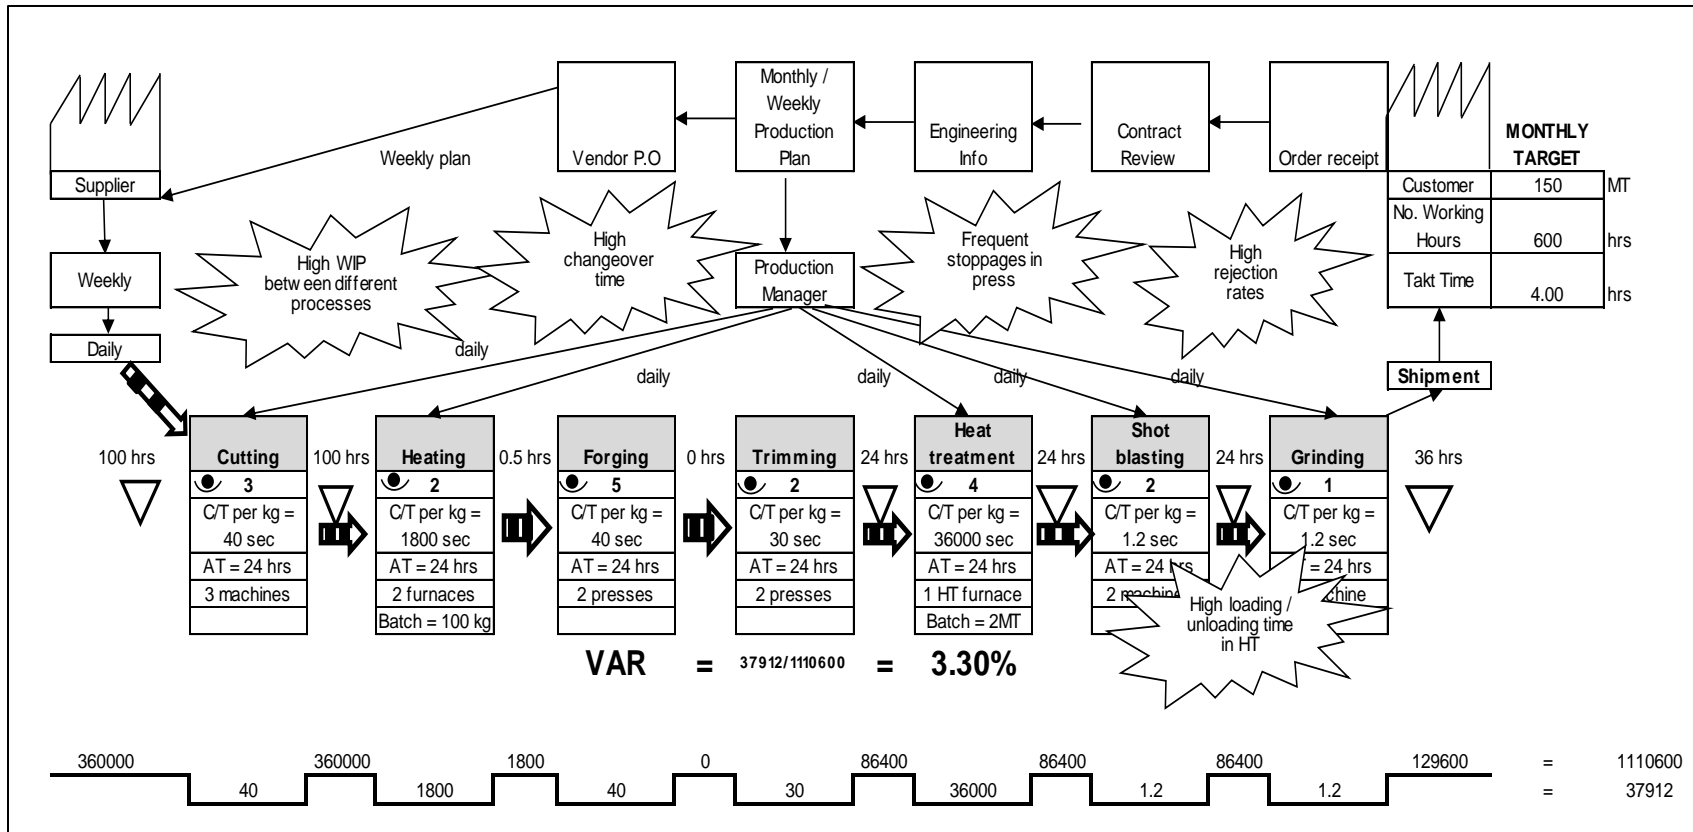 Monthly /
Weekly
Production
Plan
Vendor P.O
Engineering
Info
Contract
Review
Order receipt
MONTHLY
TARGET
Weekly plan
Supplier
Customer
150
MT
No. Working
Hours
600
hrs
Takt Time
4.00
hrs
High WIP
between different
processes
High
changeover
time
Frequent
stoppages in
press
High
rejection
rates
Weekly
Production
Manager
Daily
daily
daily
daily
daily
daily
Shipment
100 hrs
Cutting
100 hrs
Heating
0.5 hrs
Forging
0 hrs
Trimming
24 hrs
Heat
treatment
24 hrs
Shot
blasting
24 hrs
Grinding
36 hrs
3
2
5
2
4
2
1
C/T per kg =
40 sec
C/T per kg =
1800 sec
C/T per kg =
40 sec
C/T per kg =
30 sec
C/T per kg =
36000 sec
C/T per kg =
1.2 sec
C/T per kg =
1.2 sec
AT = 24 hrs
AT = 24 hrs
AT = 24 hrs
AT = 24 hrs
AT = 24 hrs
AT = 24 hrs
= 24 hrs
3 machines
2 furnaces
2 presses
2 presses
1 HT furnace
2
Batch = 100 kg
Batch = 2MT
High loading /
unloading time
in HT
VAR = 37912/1110600 = 3.30%
360000 360000 1800 0 86400 86400 86400 129600 = 1110600
40 1800 40 30 36000 1.2 1.2 = 37912